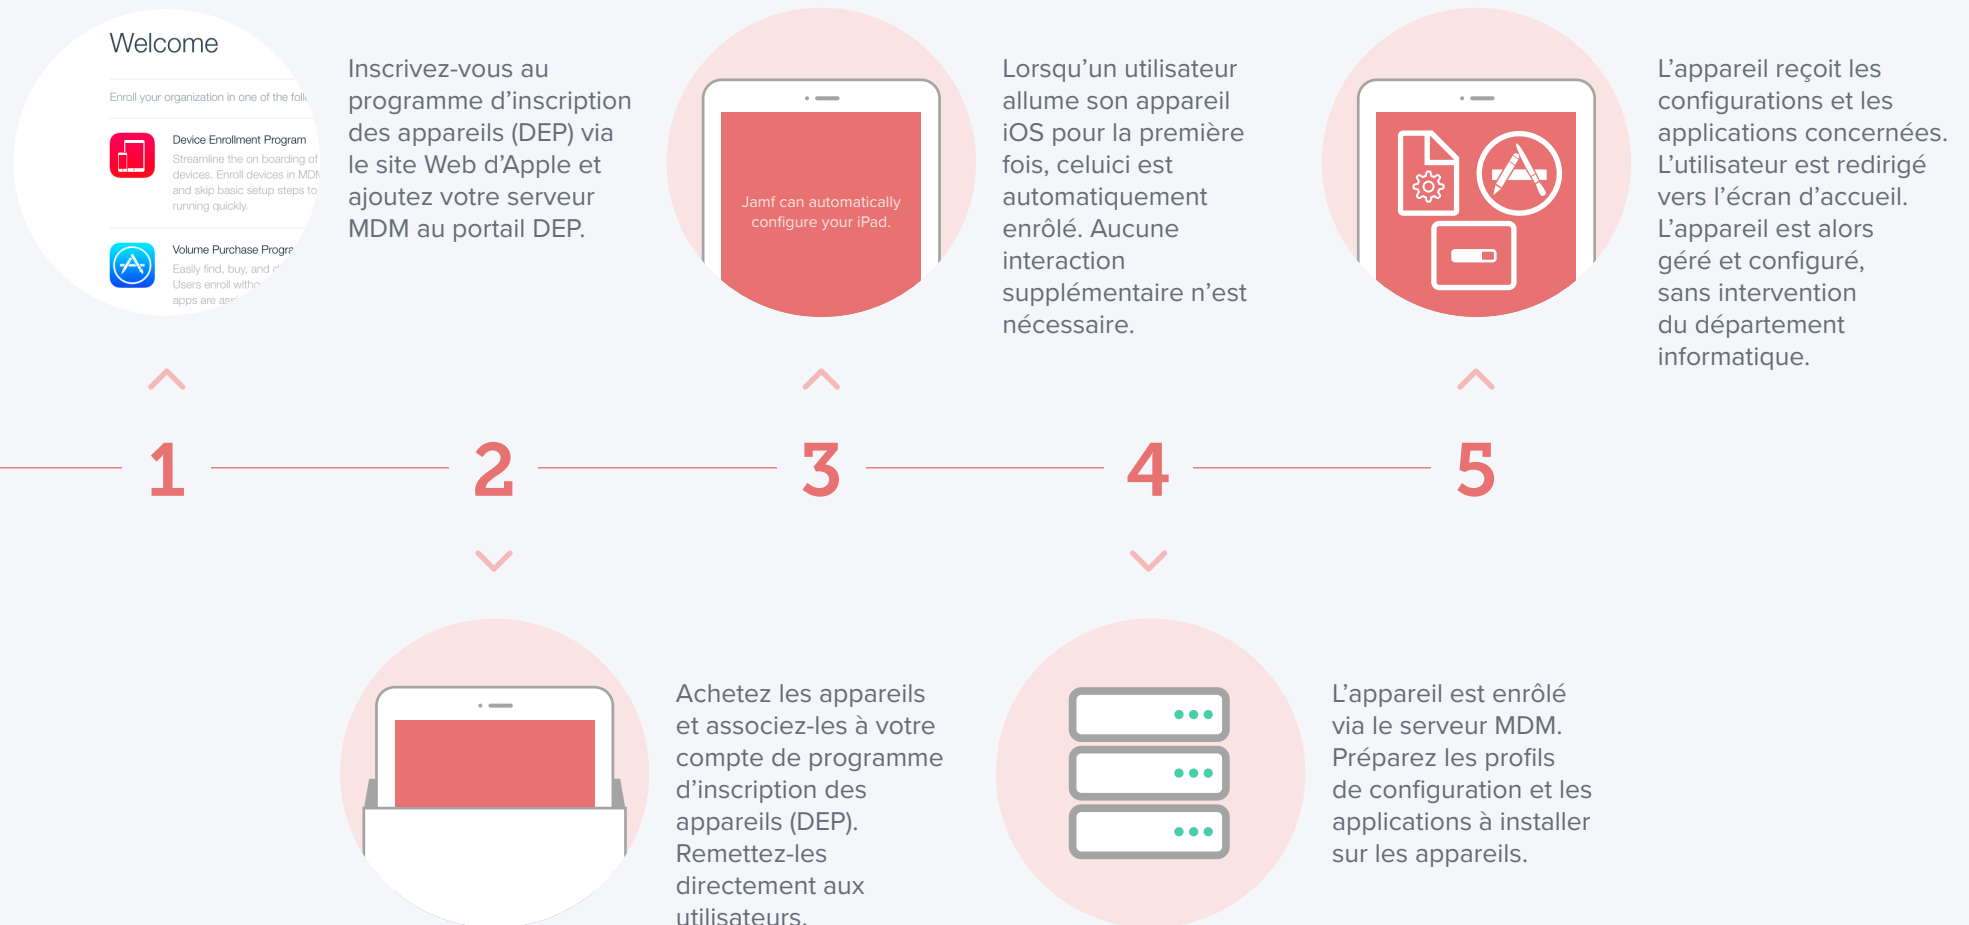 Welcome
Enroll your organization in one of the
Device Enrollment Program
Streamline the on boarding of
devices. Enroll devices in
and skip basic setup steps to
running quickly.
Volume Purchase
Easily find, buy, and
Users enroll
apps are
Inscrivez-vous au
programme d’inscription
des appareils (DEP) via
le site Web d’Apple et
ajoutez votre serveur
MDM au portail DEP.
Jamf can automatically
configure your iPad.
Lorsqu’un utilisateur
allume son appareil
iOS pour la première
fois, celuici est
automatiquement
enrôlé. Aucune
interaction
supplémentaire n’est
nécessaire.
L’appareil reçoit les
configurations et les
applications concernées.
L’utilisateur est redirigé
vers l’écran d’accueil.
L’appareil est alors
géré et configuré,
sans intervention
du département
informatique.
1
2
3
4
5
Achetez les appareils
et associez-les à votre
compte de programme
d’inscription des
appareils (DEP).
Remettez-les
directement aux
utilisateurs.
L’appareil est enrôlé
via le serveur MDM.
Préparez les profils
de configuration et les
applications à installer
sur les appareils.